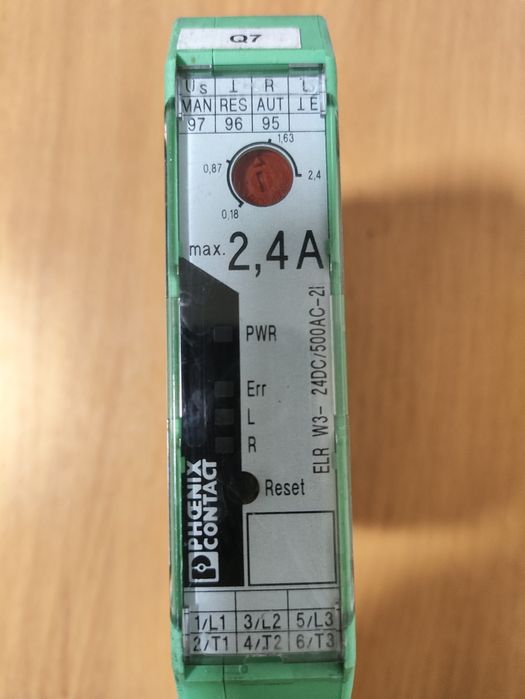 Q7
Us ⊥ R L
MAN RES AUT ⊥E
97 96 95
1,63
0,87
2,4
0,18
max. 2,4A
ELR W3- 24DC/500AC-2I
PWR
Err
L
R
Reset
PHŒNIX
CONTACT
1/L1 3/L2 5/L3
2/T1 4/T2 6/T3